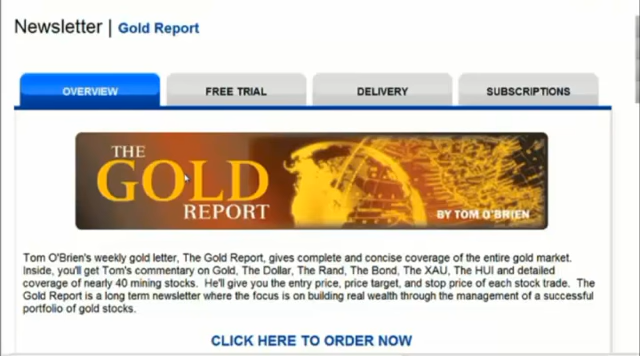 Newsletter | Gold Report
OVERVIEW
FREE TRIAL
DELIVERY
SUBSCRIPTIONS
THE
GOLD
REPORT
BY TOM O'BRIEN
Tom O'Brien's weekly gold letter, The Gold Report, gives complete and concise coverage of the entire gold market.
Inside, you'll get Tom's commentary on Gold, The Dollar, The Rand, The Bond, The XAU, The HUI and detailed
coverage of nearly 40 mining stocks. He'll give you the entry price, price target, and stop price of each stock trade. The
Gold Report is a long term newsletter where the focus is on building real wealth through the management of a successful
portfolio of gold stocks.
CLICK HERE TO ORDER NOW